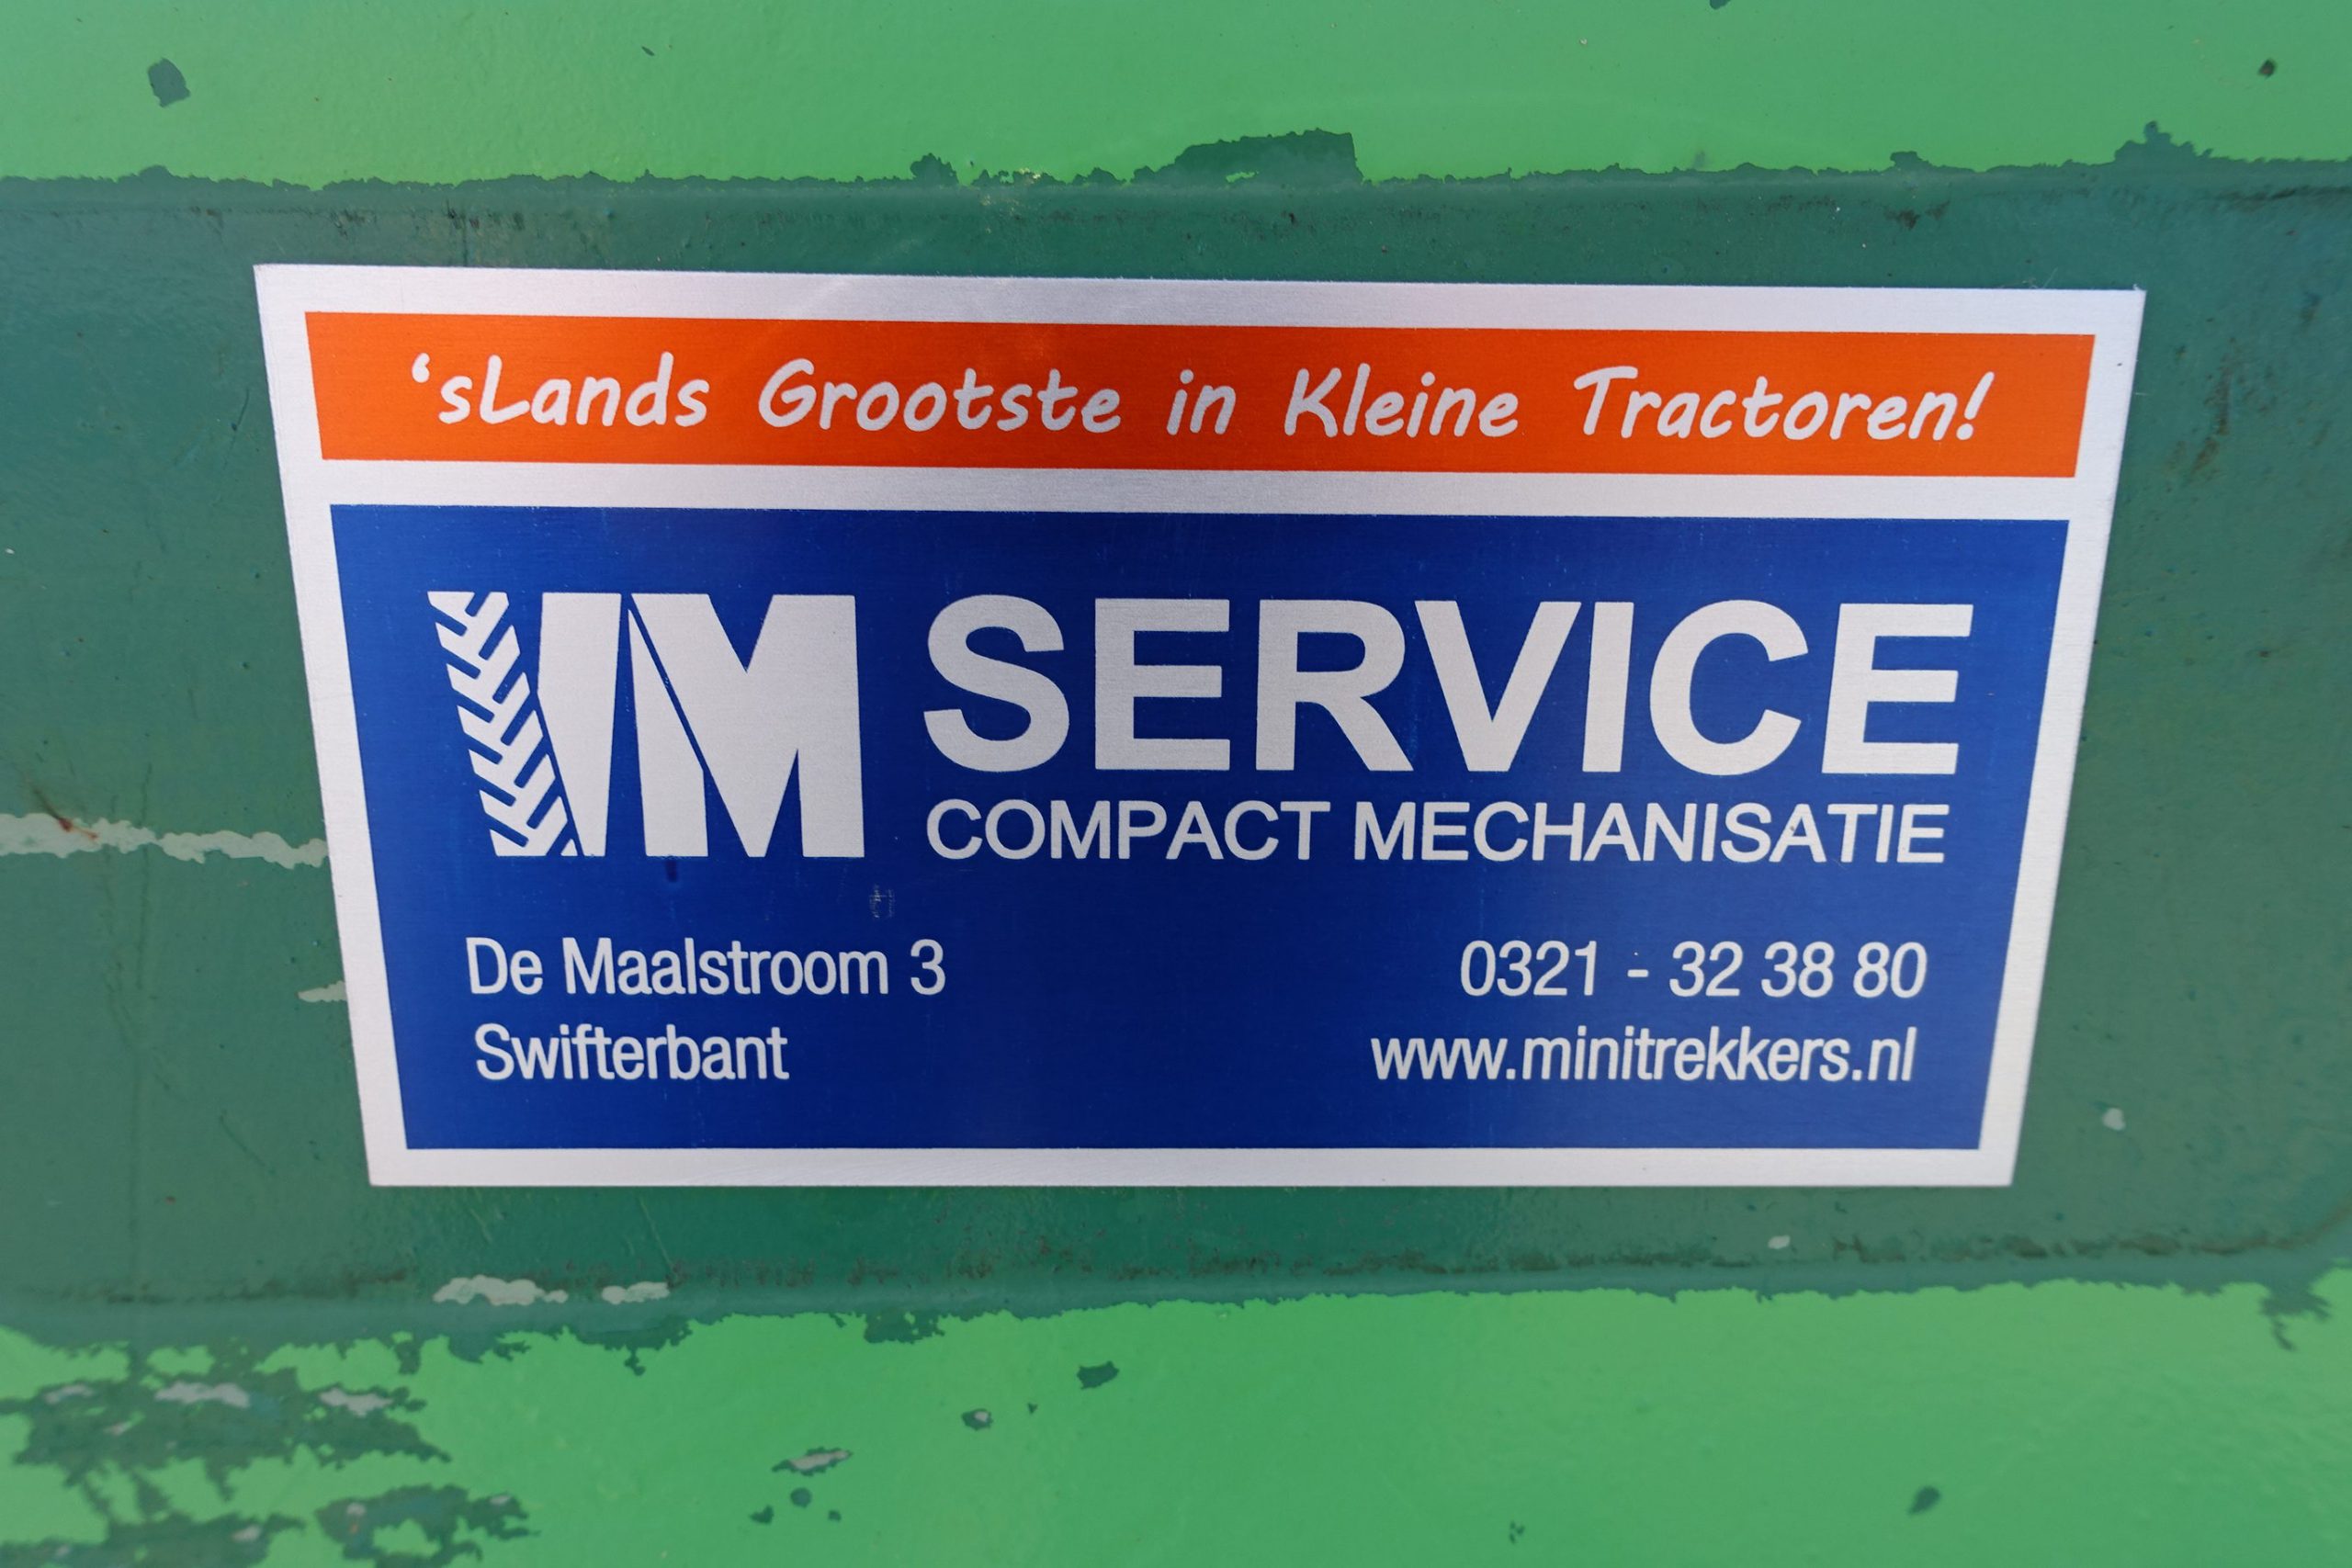 ‘sLands Grootste in Kleine Tractoren!
VM SERVICE
COMPACT MECHANISATIE
De Maalstroom 3
Swifterbant
0321 - 32 38 80
www.minitrekkers.nl